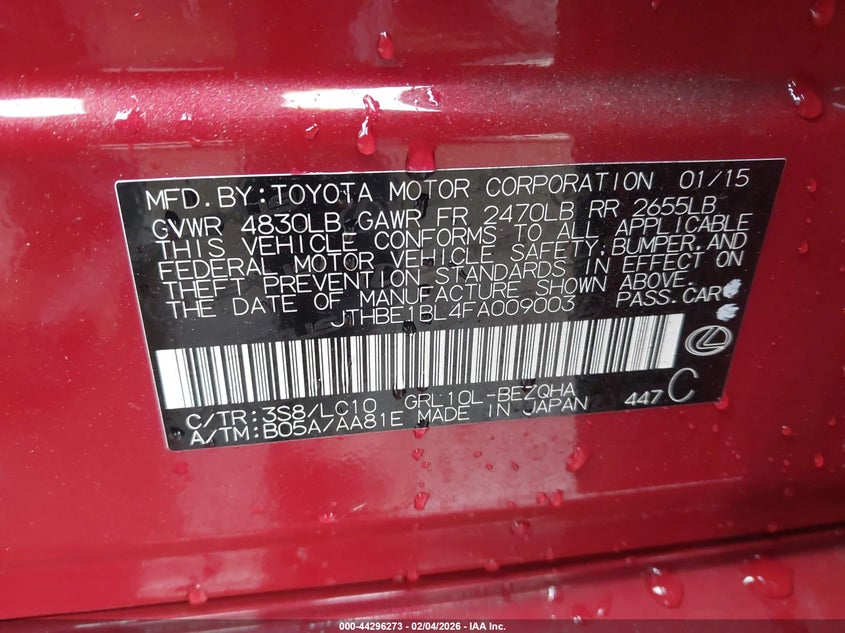 MFD.BY:TOYOTA MOTOR CORPORATION 01/15
GVWR 4830LB GAWR FR 2470LB RR 2655LB
THIS VEHICLE CONFORMS TO ALL APPLICABLE
FEDERAL MOTOR VEHICLE SAFETY,BUMPER,AND
THEFT PREVENTION STANDARDS IN EFFECT ON
THE DATE OF MANUFACTURE SHOWN ABOVE.
JTHBE1BL4FA009003 PASS.CAR
C/TR:3S8/LC10 GRL10L-BEZQHA
A/TM:B05A/AA81E MADE IN JAPAN 447 C
000-44296273 - 02/04/2026 - IAA Inc.